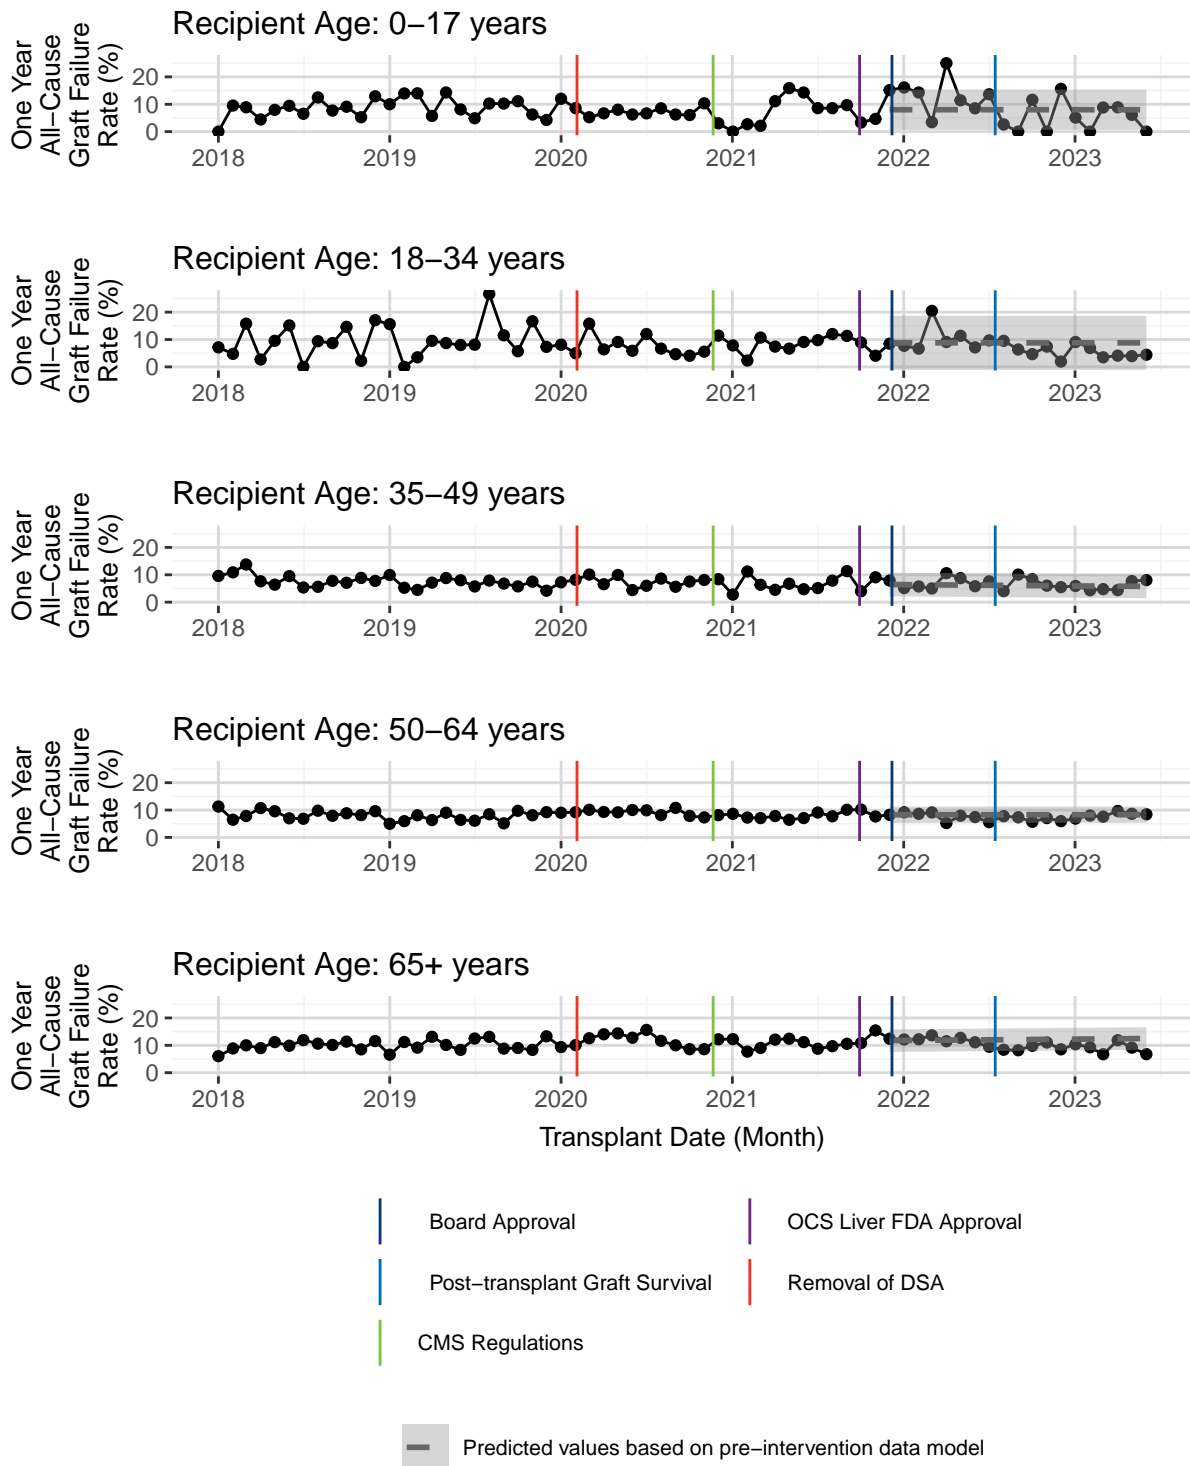 Recipient Age: 0−17 years
One Year
All−Cause
Graft Failure
Rate (%)
20
10
0
2018 2019 2020 2021 2022 2023
Recipient Age: 18−34 years
One Year
All−Cause
Graft Failure
Rate (%)
20
10
0
2018 2019 2020 2021 2022 2023
Recipient Age: 35−49 years
One Year
All−Cause
Graft Failure
Rate (%)
20
10
0
2018 2019 2020 2021 2022 2023
Recipient Age: 50−64 years
One Year
All−Cause
Graft Failure
Rate (%)
20
10
0
2018 2019 2020 2021 2022 2023
Recipient Age: 65+ years
One Year
All−Cause
Graft Failure
Rate (%)
20
10
0
2018 2019 2020 2021 2022 2023
Transplant Date (Month)
Board Approval
OCS Liver FDA Approval
Post−transplant Graft Survival
Removal of DSA
CMS Regulations
Predicted values based on pre−intervention data model